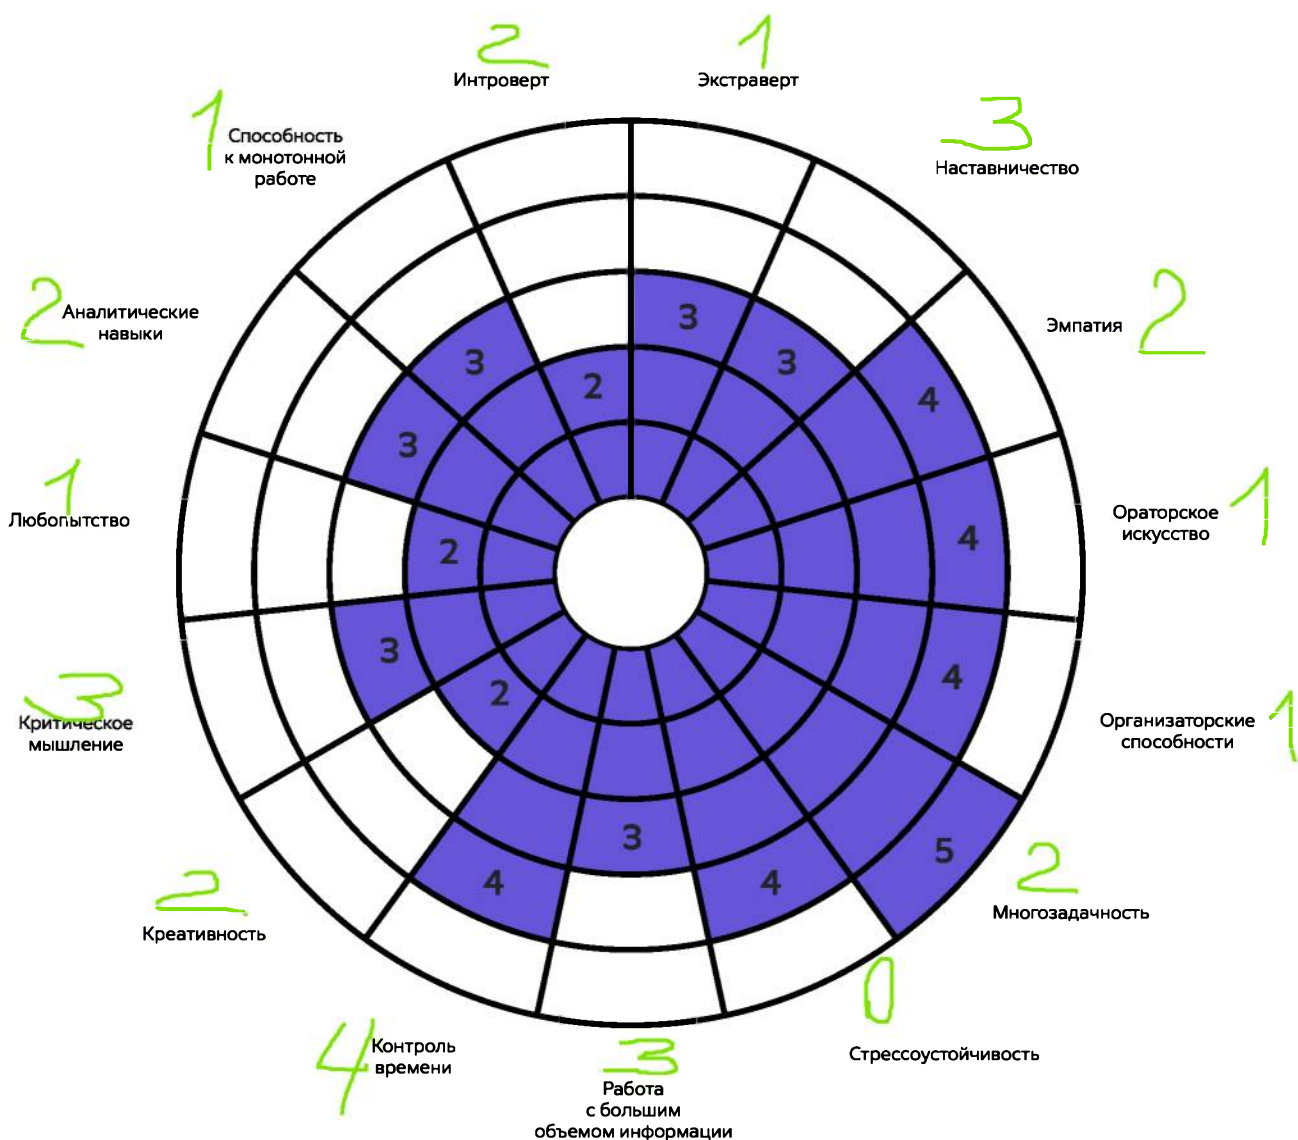 2
Интроверт
1
Экстраверт
3
Наставничество
2
Эмпатия
1
Ораторское
искусство
1
Организаторские
способности
2
Многозадачность
0
Стрессоустойчивость
3
Работа
с большим
объемом информации
4
Контроль
времени
2
Креативность
3
Критическое
мышление
1
Любопытство
2
Аналитические
навыки
1
Способность
к монотонной
работе
3
3
4
4
4
5
4
3
4
2
3
2
3
3
2